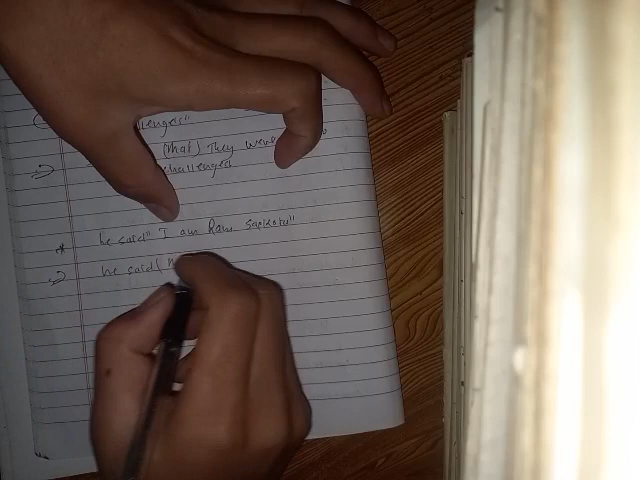 lenges"
(that) They were
challenges
he said" I am Ram Sapkota"
he said(